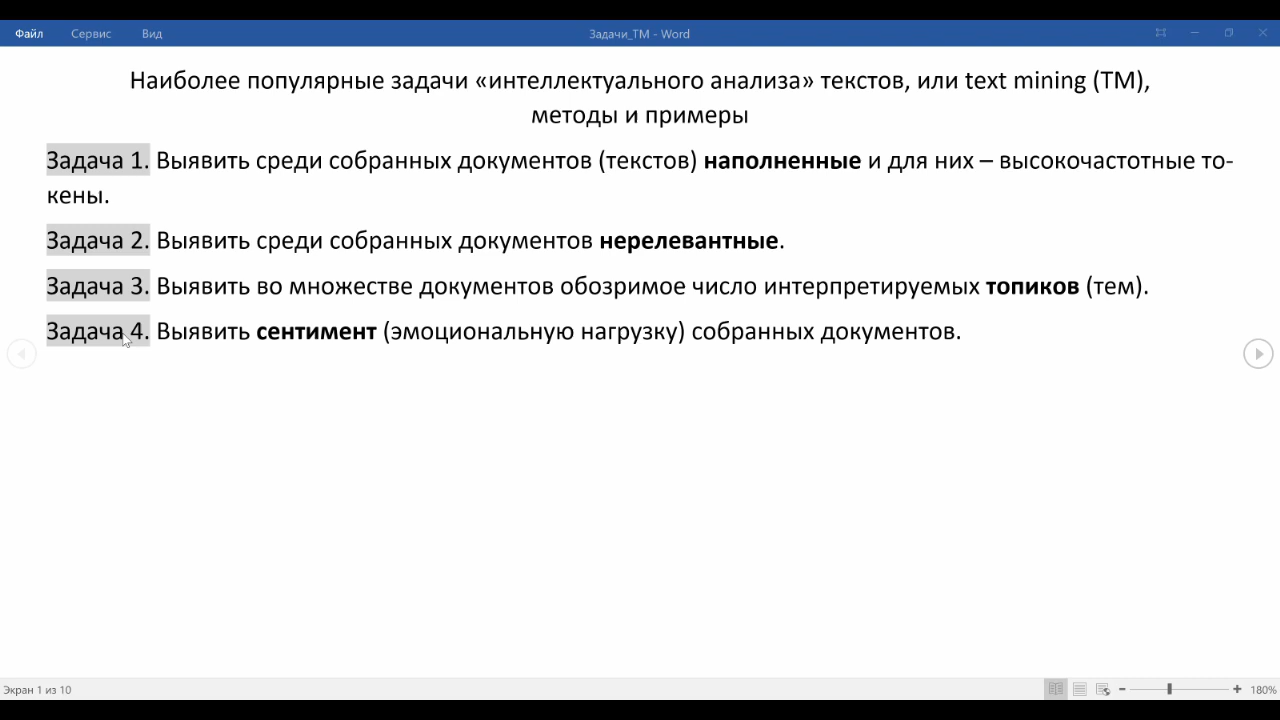 Файл Сервис Вид Задачи_ТМ - Word
Наиболее популярные задачи «интеллектуального анализа» текстов, или text mining (TM),
методы и примеры
Задача 1. Выявить среди собранных документов (текстов) наполненные и для них – высокочастотные то-
кены.
Задача 2. Выявить среди собранных документов нерелевантные.
Задача 3. Выявить во множестве документов обозримое число интерпретируемых топиков (тем).
Задача 4. Выявить сентимент (эмоциональную нагрузку) собранных документов.
Экран 1 из 10 180%